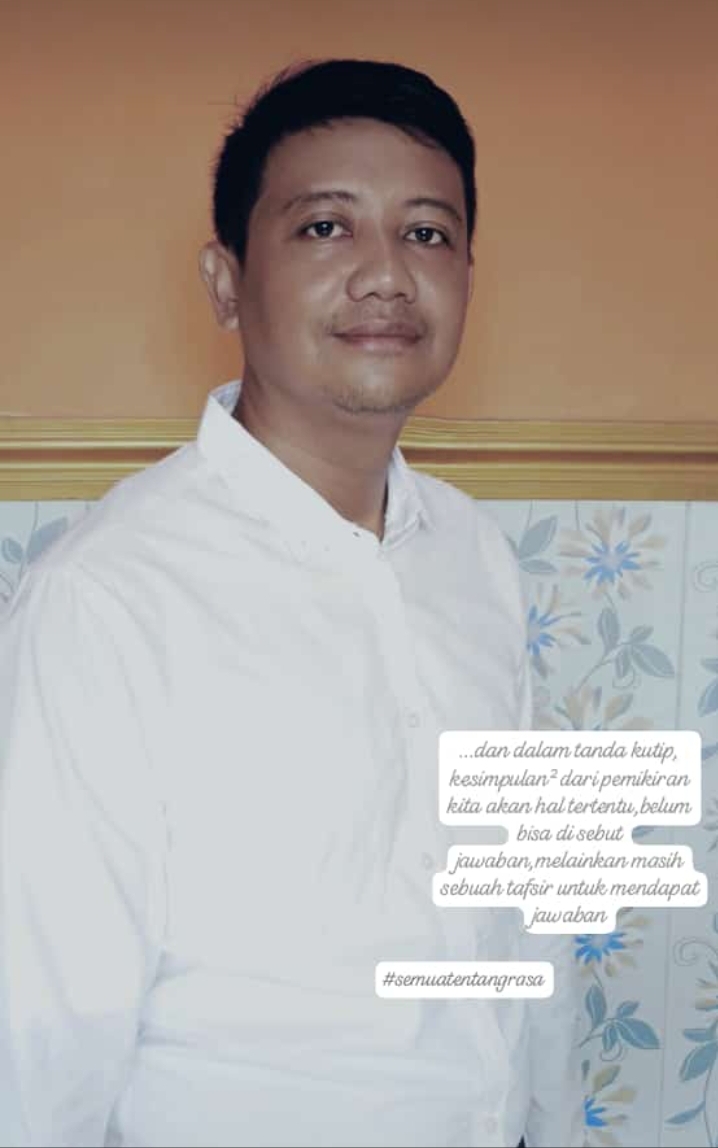 ...dan dalam tanda kutip,
kesimpulan² dari pemikiran
kita akan hal tertentu,belum
bisa di sebut
jawaban,melainkan masih
sebuah tafsir untuk mendapat
jawaban
#semuatentangrasa